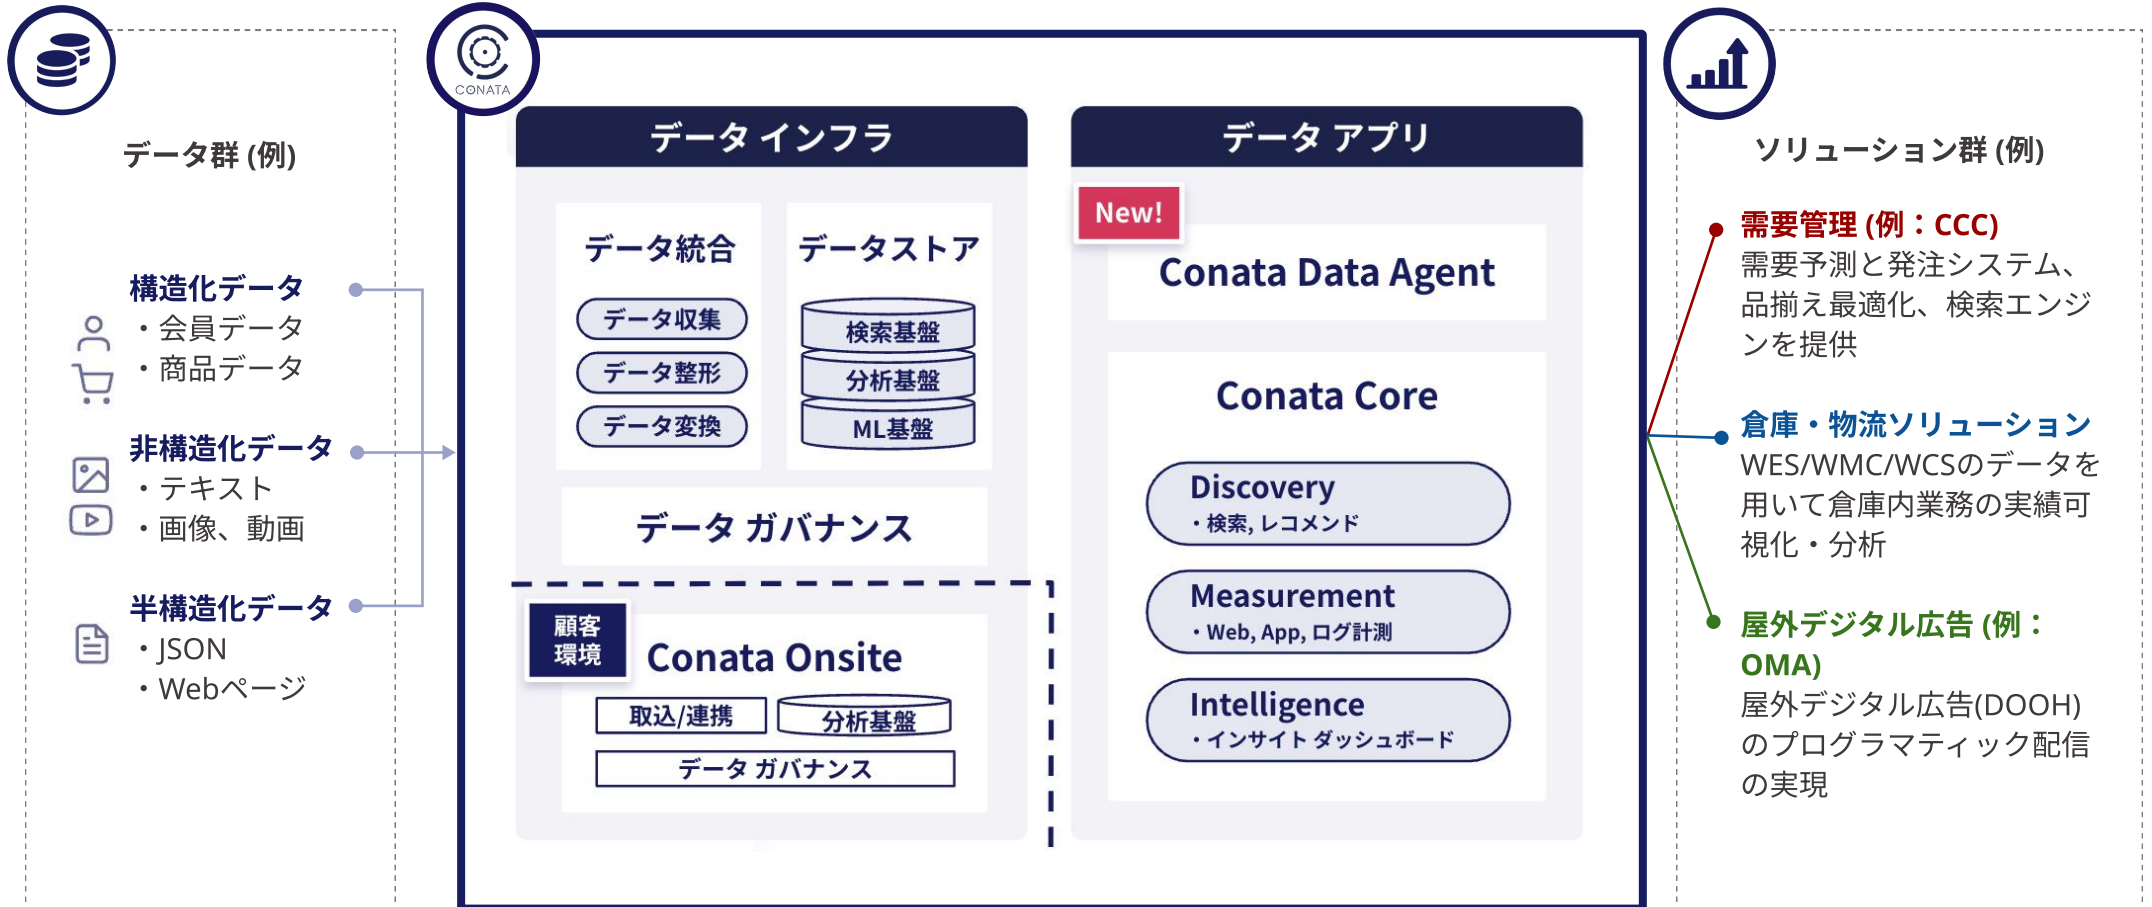 データ群 (例)
構造化データ
・会員データ
・商品データ
非構造化データ
・テキスト
・画像、動画
半構造化データ
・JSON
・Webページ
CONATA
データ インフラ
データ統合
データ収集
データ整形
データ変換
データストア
検索基盤
分析基盤
ML基盤
データ ガバナンス
顧客
環境
Conata Onsite
取込/連携
分析基盤
データ ガバナンス
データ アプリ
New!
Conata Data Agent
Conata Core
Discovery
・検索, レコメンド
Measurement
・Web, App, ログ計測
Intelligence
・インサイト ダッシュボード
ソリューション群 (例)
需要管理 (例：CCC)
需要予測と発注システム、
品揃え最適化、検索エンジ
ンを提供
倉庫・物流ソリューション
WES/WMC/WCSのデータを
用いて倉庫内業務の実績可
視化・分析
屋外デジタル広告 (例：
OMA)
屋外デジタル広告(DOOH)
のプログラマティック配信
の実現